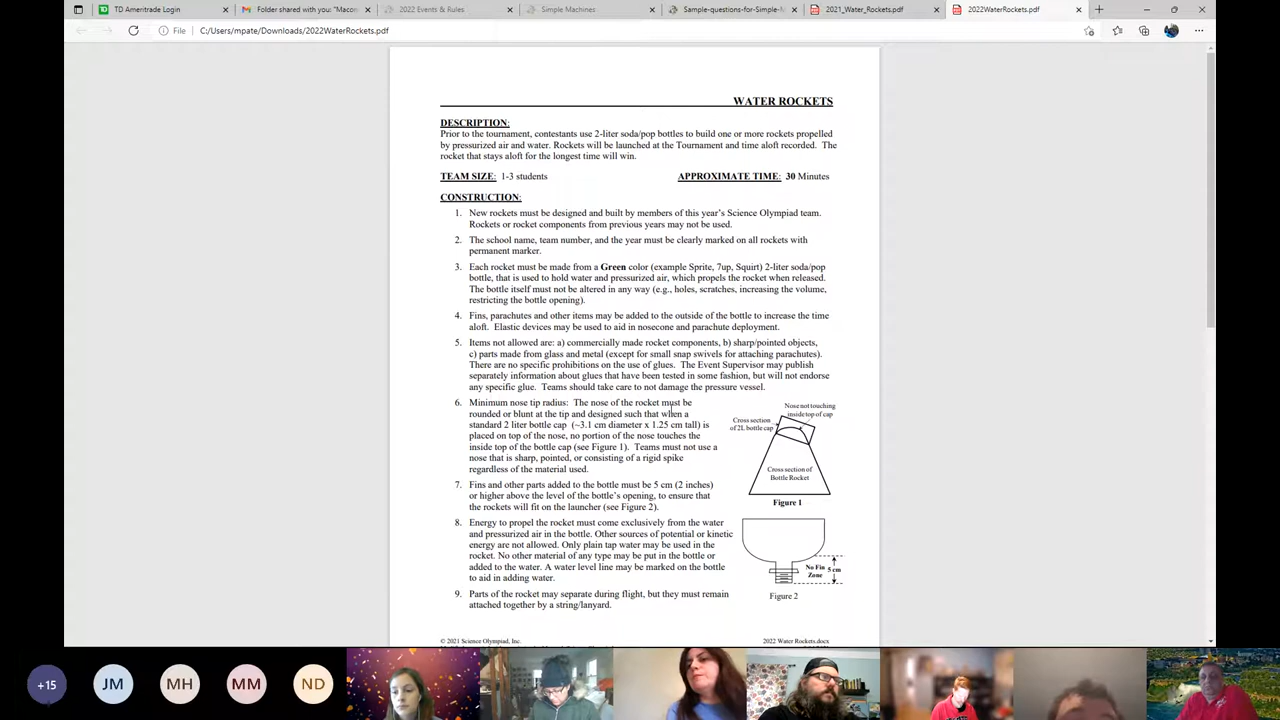 TD Ameritrade Login
Folder shared with you: "Macom
2022 Events & Rules
Simple Machines
Sample-questions-for-Simple-M
2021_Water_Rockets.pdf
2022WaterRockets.pdf
File
C:/Users/mpate/Downloads/2022WaterRockets.pdf
WATER ROCKETS
DESCRIPTION:
Prior to the tournament, contestants use 2-liter soda/pop bottles to build one or more rockets propelled
by pressurized air and water. Rockets will be launched at the Tournament and time aloft recorded. The
rocket that stays aloft for the longest time will win.
TEAM SIZE: 1-3 students
APPROXIMATE TIME: 30 Minutes
CONSTRUCTION:
1. New rockets must be designed and built by members of this year's Science Olympiad team.
Rockets or rocket components from previous years may not be used.
2. The school name, team number, and the year must be clearly marked on all rockets with
permanent marker.
3. Each rocket must be made from a Green color (example Sprite, 7up, Squirt) 2-liter soda/pop
bottle, that is used to hold water and pressurized air, which propels the rocket when released.
The bottle itself must not be altered in any way (e.g., holes, scratches, increasing the volume,
restricting the bottle opening).
4. Fins, parachutes and other items may be added to the outside of the bottle to increase the time
aloft. Elastic devices may be used to aid in nosecone and parachute deployment.
5. Items not allowed are: a) commercially made rocket components, b) sharp/pointed objects,
c) parts made from glass and metal (except for small snap swivels for attaching parachutes).
There are no specific prohibitions on the use of glues. The Event Supervisor may publish
separately information about glues that have been tested in some fashion, but will not endorse
any specific glue. Teams should take care to not damage the pressure vessel.
6. Minimum nose tip radius: The nose of the rocket must be
rounded or blunt at the tip and designed such that when a
standard 2 liter bottle cap (~3.1 cm diameter x 1.25 cm tall) is
placed on top of the nose, no portion of the nose touches the
inside top of the bottle cap (see Figure 1). Teams must not use a
nose that is sharp, pointed, or consisting of a rigid spike
regardless of the material used.
Nose not touching
inside top of cap
Cross section
of 2L bottle cap
Cross section of
Bottle Rocket
Figure 1
7. Fins and other parts added to the bottle must be 5 cm (2 inches)
or higher above the level of the bottle's opening, to ensure that
the rockets will fit on the launcher (see Figure 2).
8. Energy to propel the rocket must come exclusively from the water
and pressurized air in the bottle. Other sources of potential or kinetic
energy are not allowed. Only plain tap water may be used in the
rocket. No other material of any type may be put in the bottle or
added to the water. A water level line may be marked on the bottle
to aid in adding water.
No Fin
Zone
5 cm
Figure 2
9. Parts of the rocket may separate during flight, but they must remain
attached together by a string/lanyard.
© 2021 Science Olympiad, Inc.
2022 Water Rockets.docx
+15
JM
MH
MM
ND